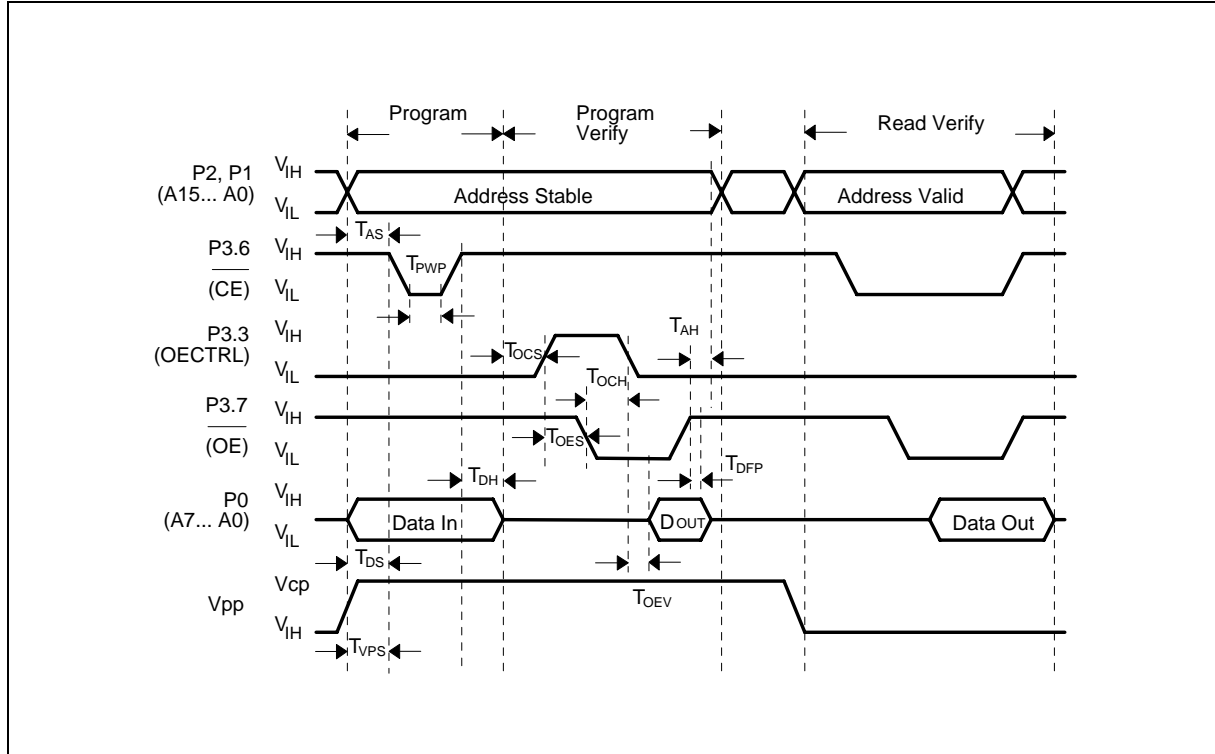 Program
Program
Verify
Read Verify
P2, P1
(A15... A0)
VIH
VIL
Address Stable
Address Valid
TAS
P3.6
(CE)
VIH
VIL
TPWP
P3.3
(OECTRL)
VIH
VIL
TOCS
TAH
TOCH
P3.7
(OE)
VIH
VIL
TOES
TDFP
TDH
P0
(A7... A0)
VIH
VIL
Data In
DOUT
Data Out
TDS
Vpp
Vcp
VIH
TOEV
TVPS